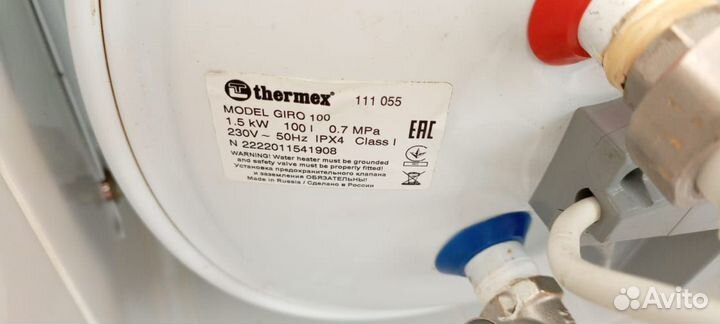 thermex® 111 055
MODEL GIRO 100
1.5 kW 100 l 0.7 MPa
230V ~ 50Hz IPX4 Class I
N 2222011541908
EAC
WARNING! Water heater must be grounded
and safety valve must be properly fitted!
Установка предохранительного клапана
и заземления ОБЯЗАТЕЛЬНЫ!
Made in Russia / Сделано в России
Avito